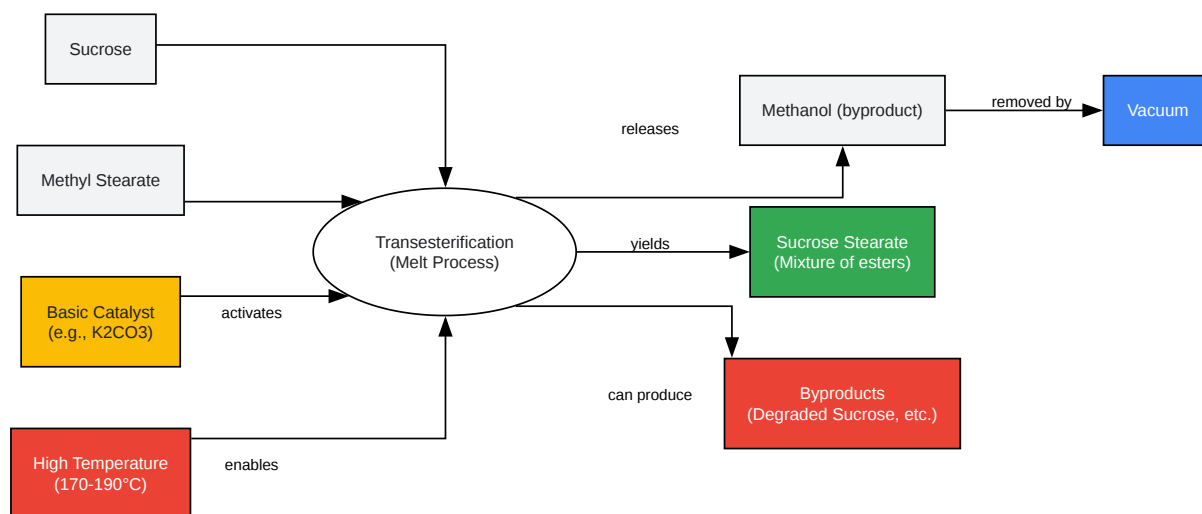 Sucrose
Methyl Stearate
Basic Catalyst
(e.g., K2CO3)
High Temperature
(170-190°C)
activates
enables
Transesterification
(Melt Process)
releases
yields
can produce
Methanol (byproduct)
removed by
Vacuum
Sucrose Stearate
(Mixture of esters)
Byproducts
(Degraded Sucrose, etc.)